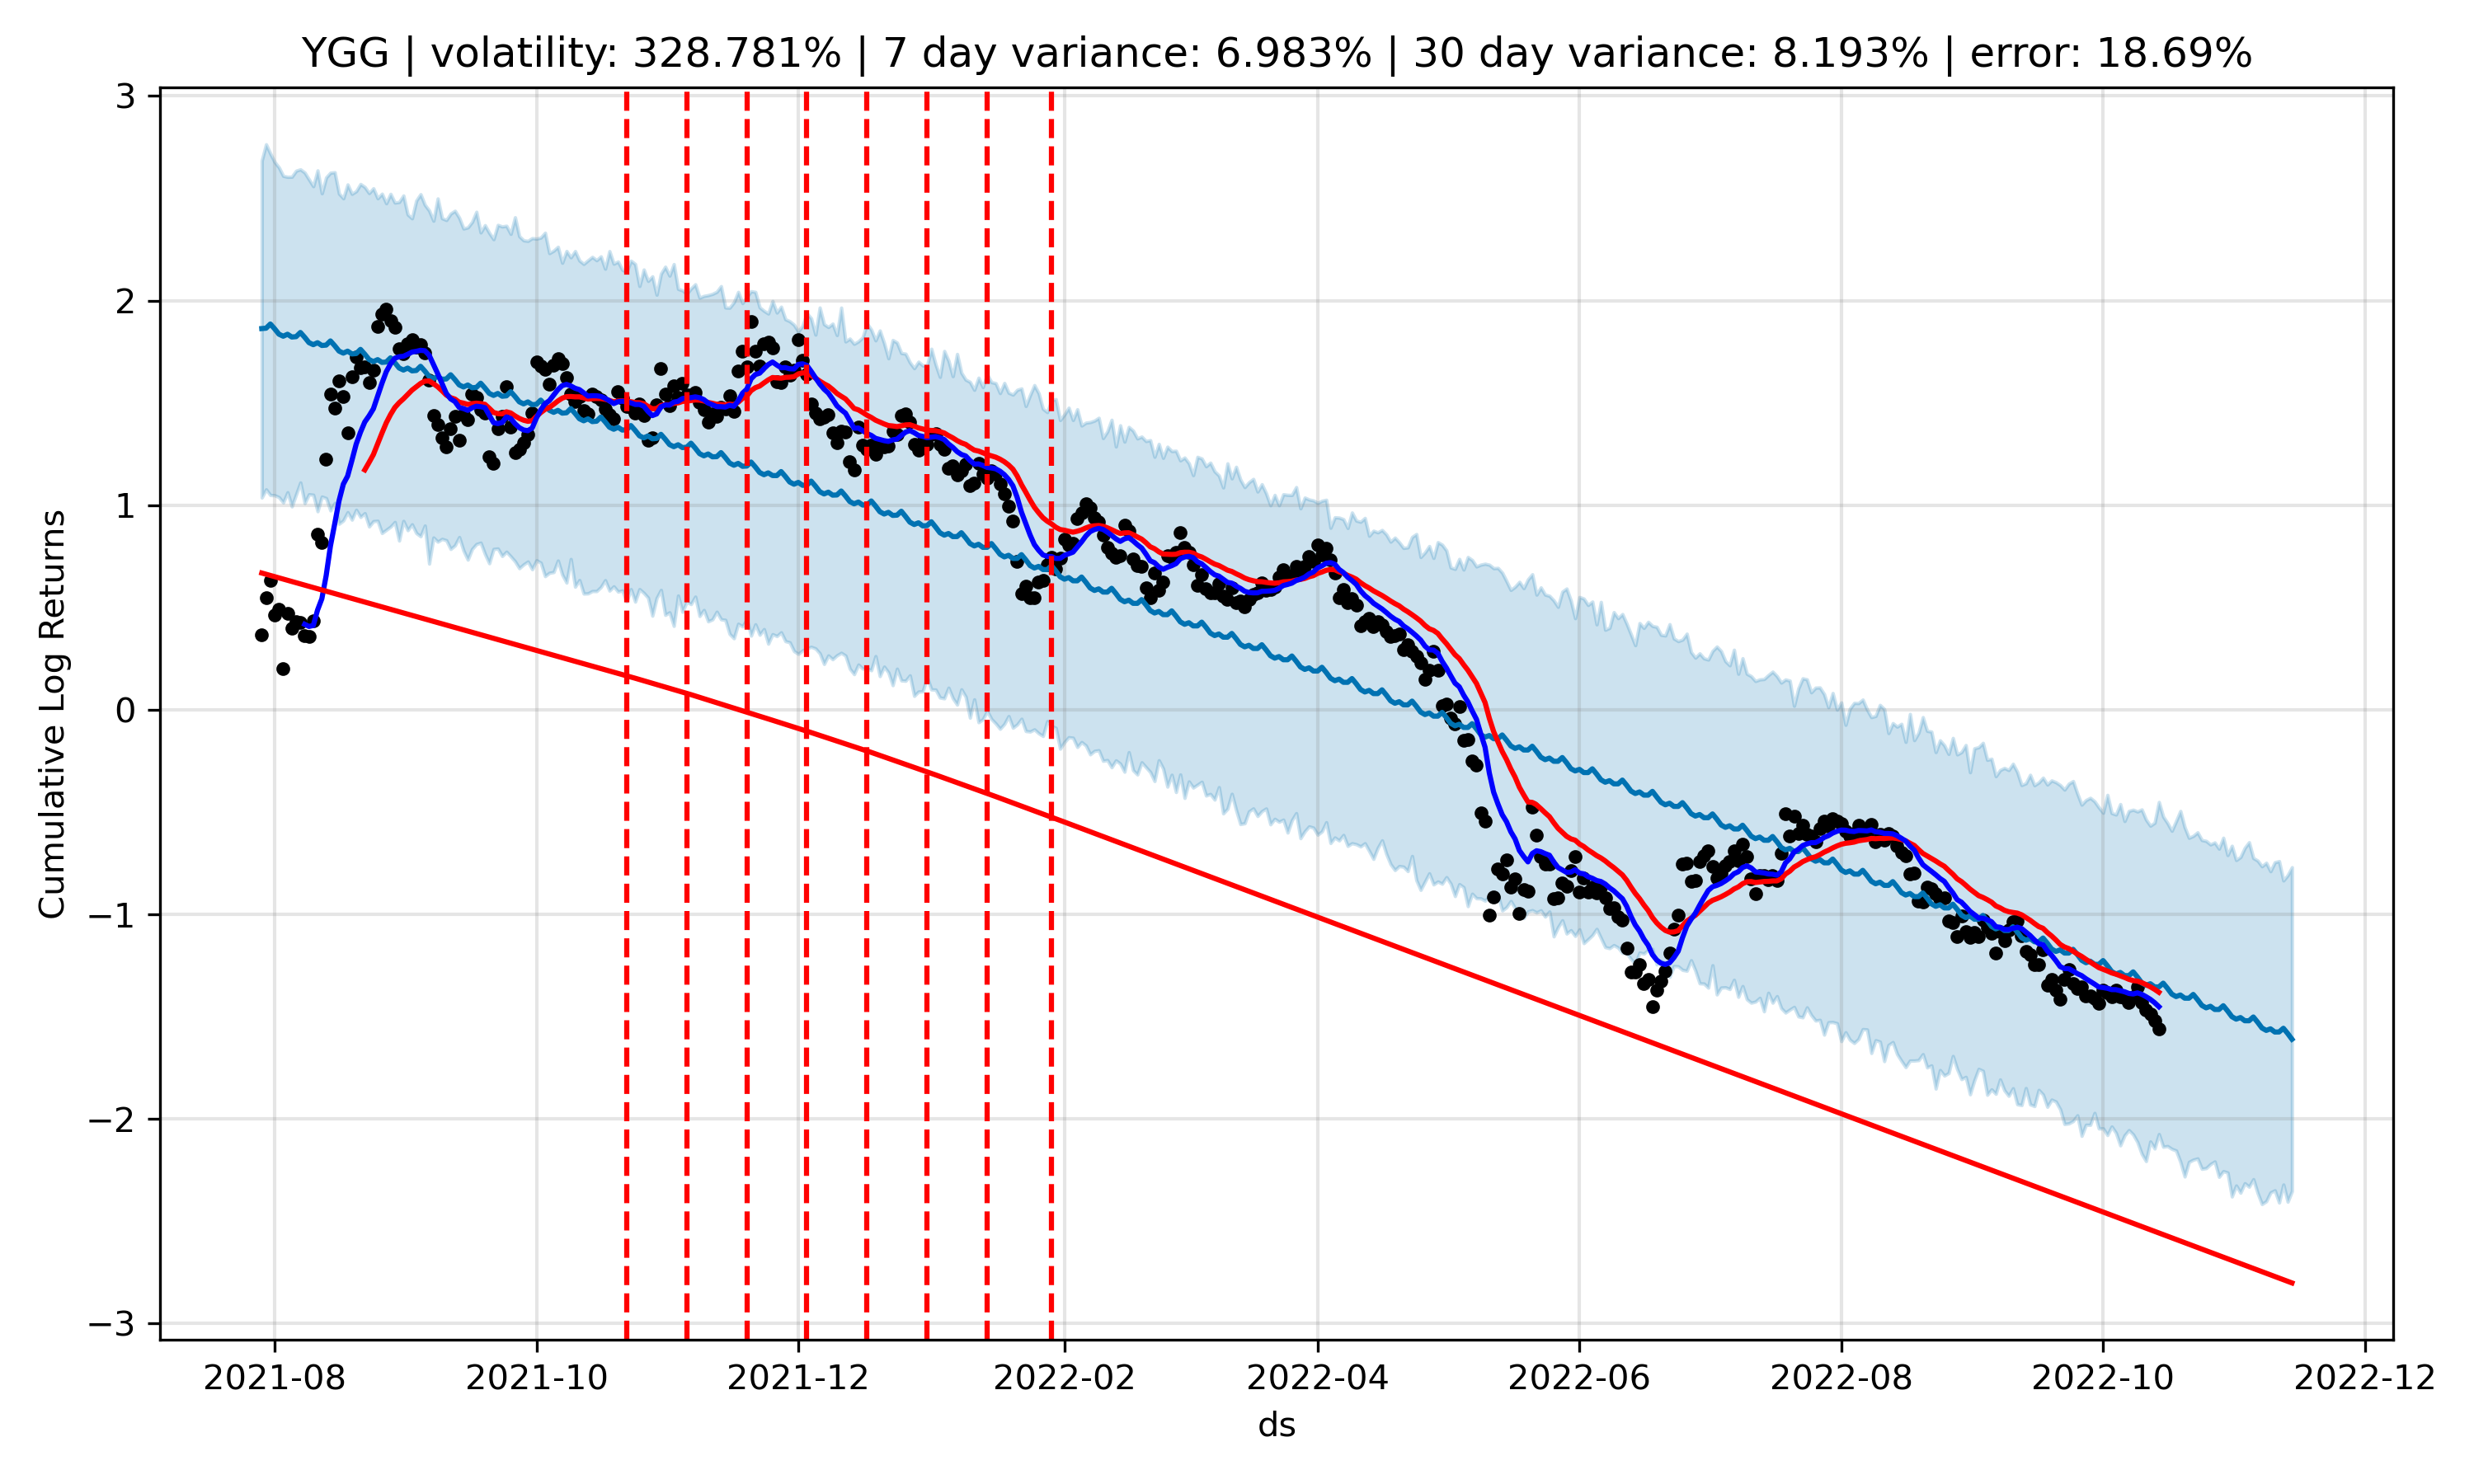 YGG | volatility: 328.781% | 7 day variance: 6.983% | 30 day variance: 8.193% | error: 18.69%
3
2
1
0
−1
−2
−3
Cumulative Log Returns
2021-08 2021-10 2021-12 2022-02 2022-04 2022-06 2022-08 2022-10 2022-12
ds